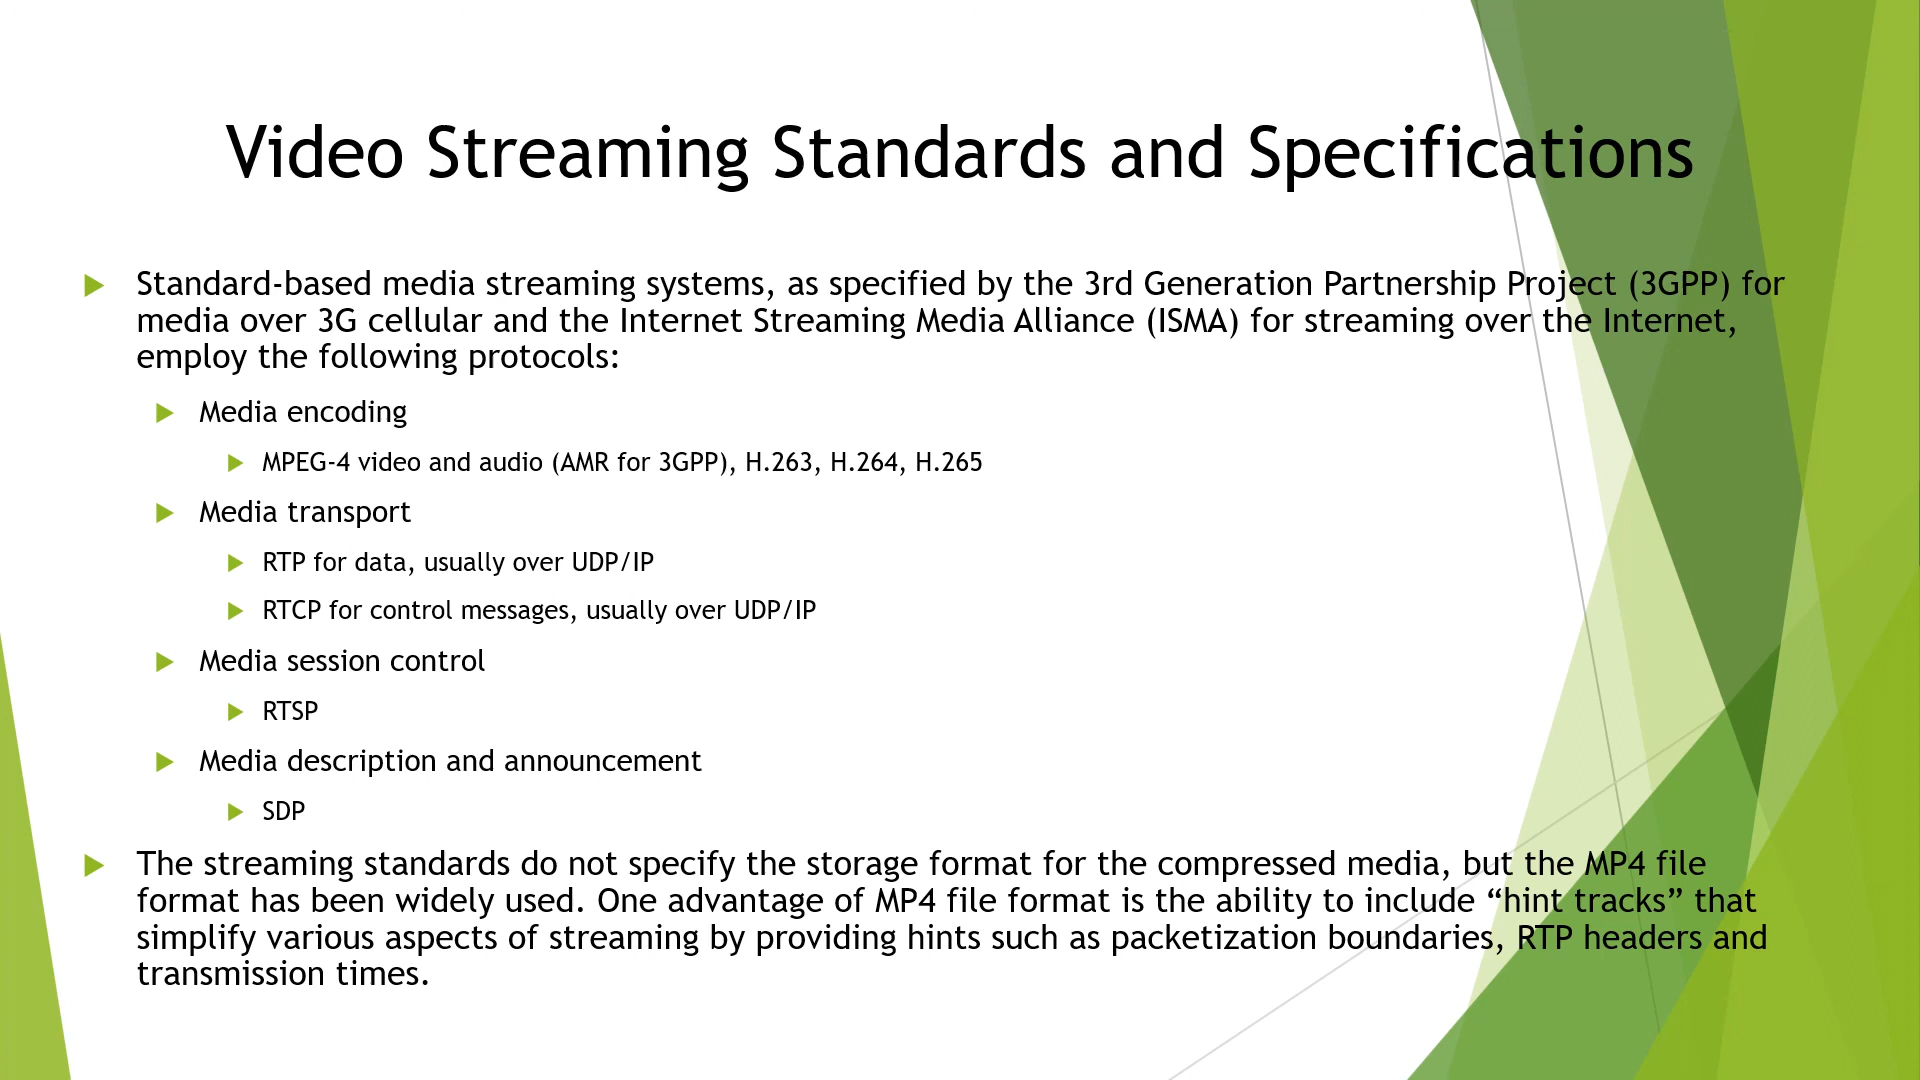 Video Streaming Standards and Specifications
Standard-based media streaming systems, as specified by the 3rd Generation Partnership Project (3GPP) for
media over 3G cellular and the Internet Streaming Media Alliance (ISMA) for streaming over the Internet,
employ the following protocols:
Media encoding
MPEG-4 video and audio (AMR for 3GPP), H.263, H.264, H.265
Media transport
RTP for data, usually over UDP/IP
RTCP for control messages, usually over UDP/IP
Media session control
RTSP
Media description and announcement
SDP
The streaming standards do not specify the storage format for the compressed media, but the MP4 file
format has been widely used. One advantage of MP4 file format is the ability to include “hint tracks” that
simplify various aspects of streaming by providing hints such as packetization boundaries, RTP headers and
transmission times.